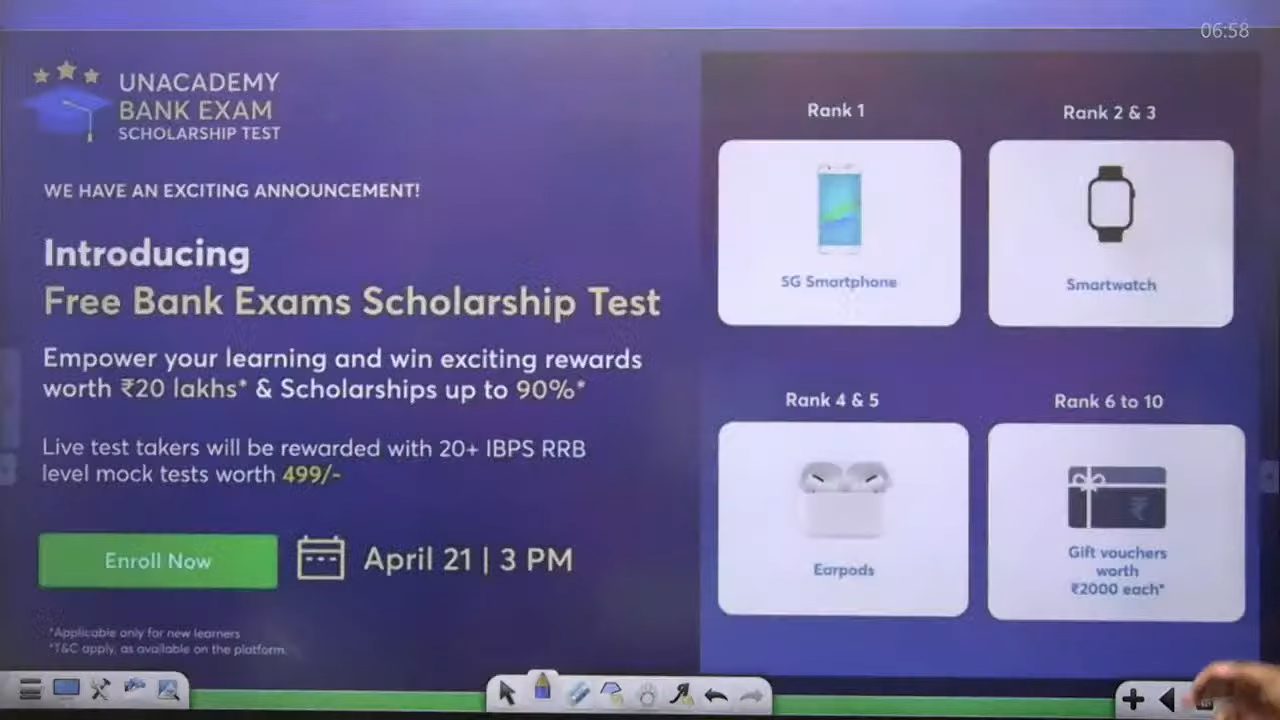 06:58
UNACADEMY
BANK EXAM
SCHOLARSHIP TEST
WE HAVE AN EXCITING ANNOUNCEMENT!
Introducing
Free Bank Exams Scholarship Test
Empower your learning and win exciting rewards
worth ₹20 lakhs* & Scholarships up to 90%*
Live test takers will be rewarded with 20+ IBPS RRB
level mock tests worth 499/-
Enroll Now
April 21 | 3 PM
*Applicable only for new learners
*T&C apply, as available on the platform.
Rank 1
5G Smartphone
Rank 2 & 3
Smartwatch
Rank 4 & 5
Earpods
Rank 6 to 10
₹
Gift vouchers
worth
₹2000 each*